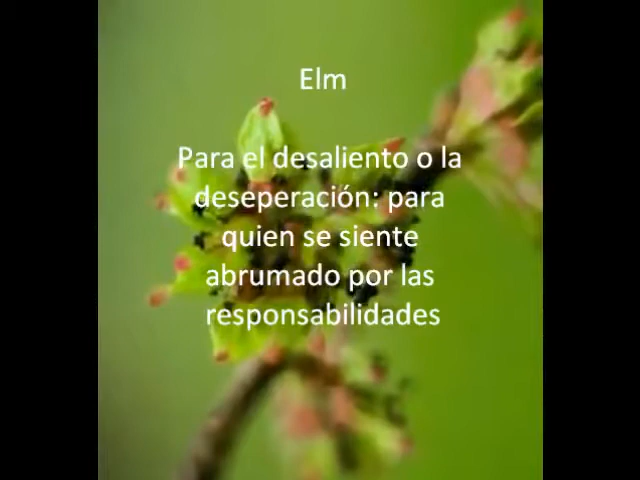 Elm
Para el desaliento o la
deseperación: para
quien se siente
abrumado por las
responsabilidades